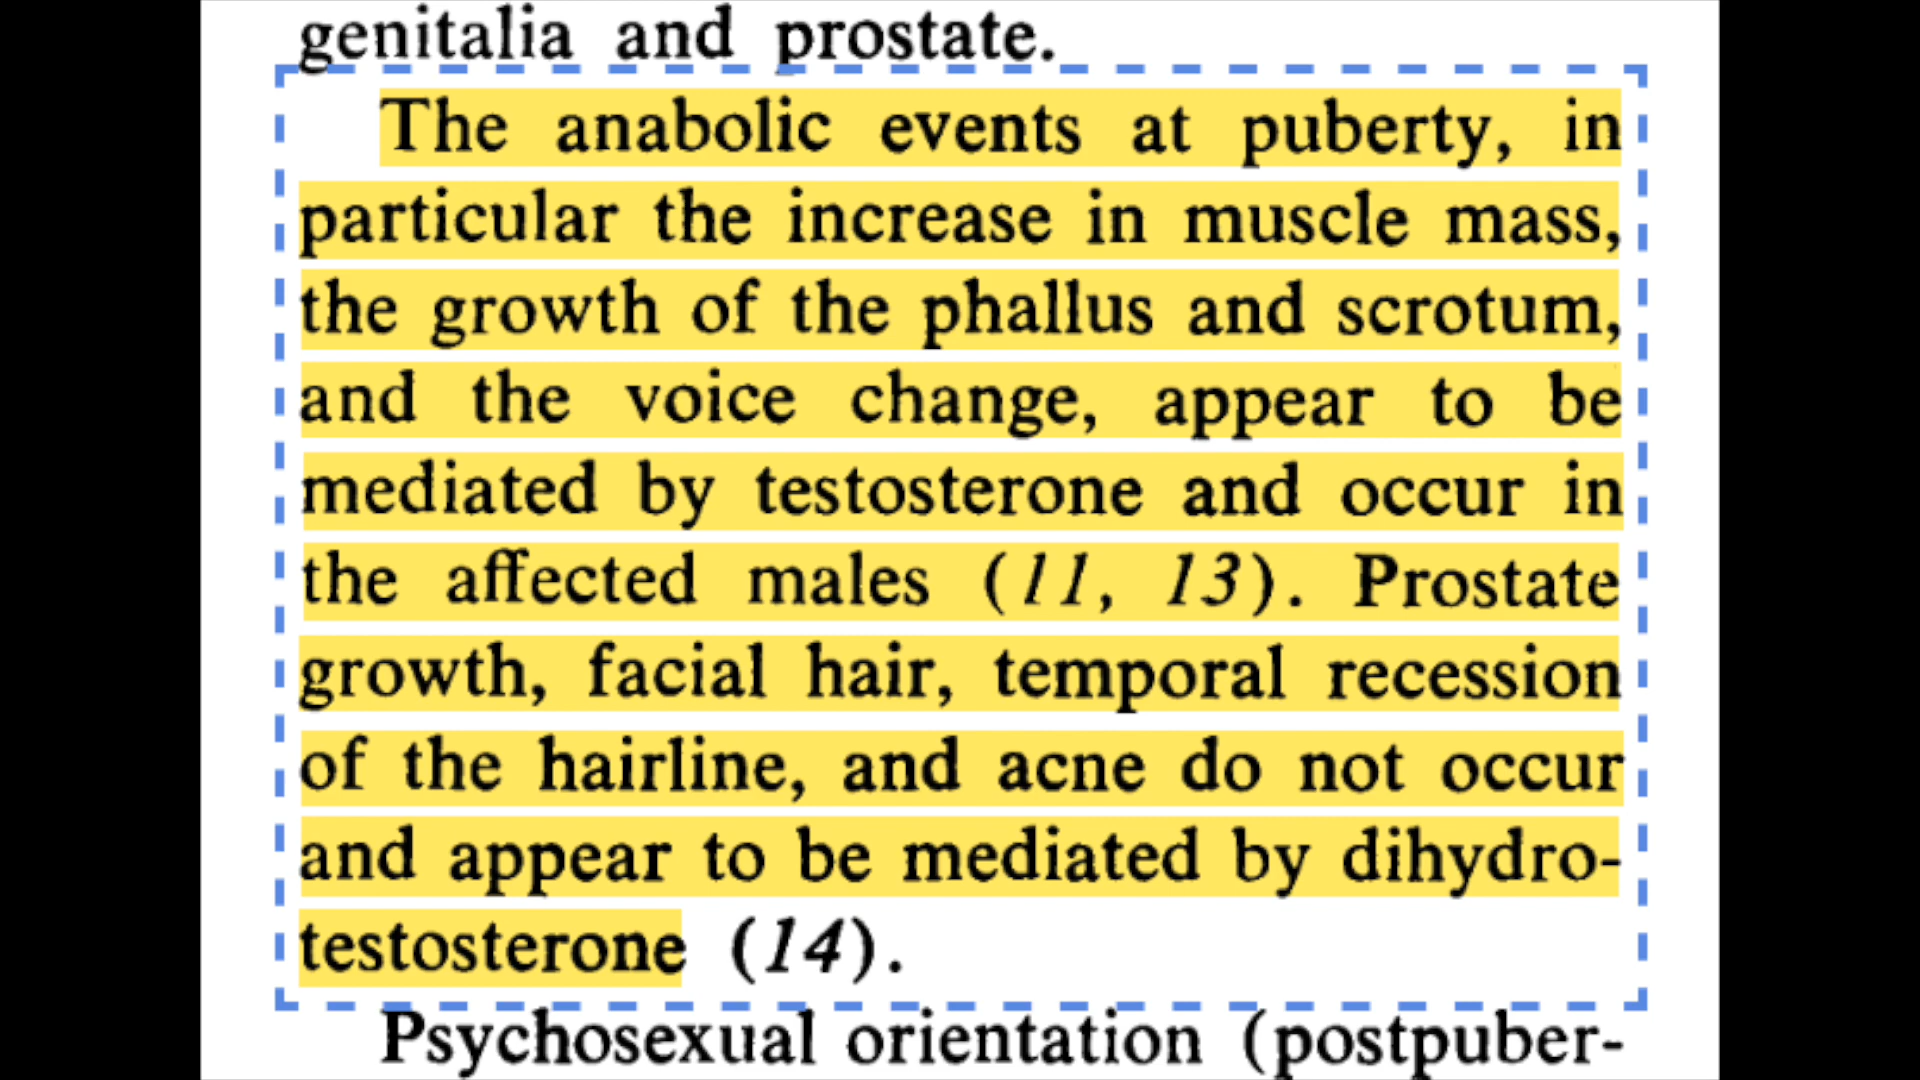 genitalia and prostate.
The anabolic events at puberty, in
particular the increase in muscle mass,
the growth of the phallus and scrotum,
and the voice change, appear to be
mediated by testosterone and occur in
the affected males (11, 13). Prostate
growth, facial hair, temporal recession
of the hairline, and acne do not occur
and appear to be mediated by dihydro-
testosterone (14).
Psychosexual orientation (postpuber-